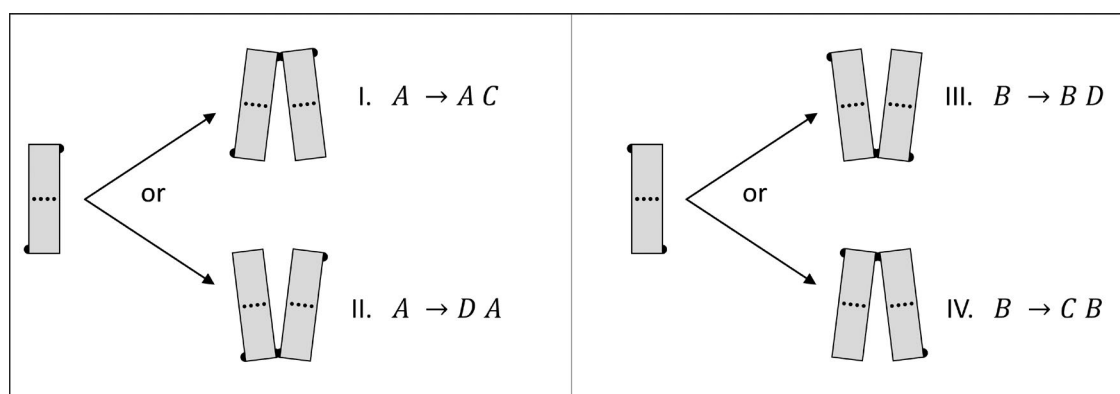 I. A → A C
or
II. A → D A
III. B → B D
or
IV. B → C B